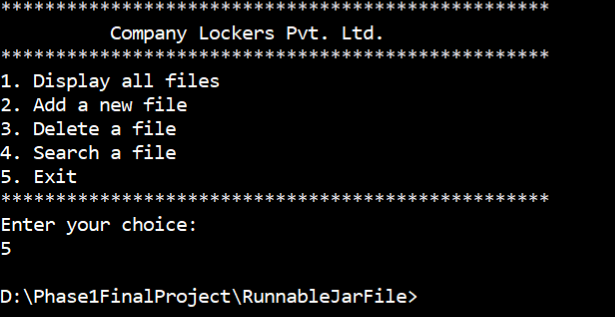 **************************************************
Company Lockers Pvt. Ltd.
**************************************************
1. Display all files
2. Add a new file
3. Delete a file
4. Search a file
5. Exit
**************************************************
Enter your choice:
5
D:\Phase1FinalProject\RunnableJarFile>